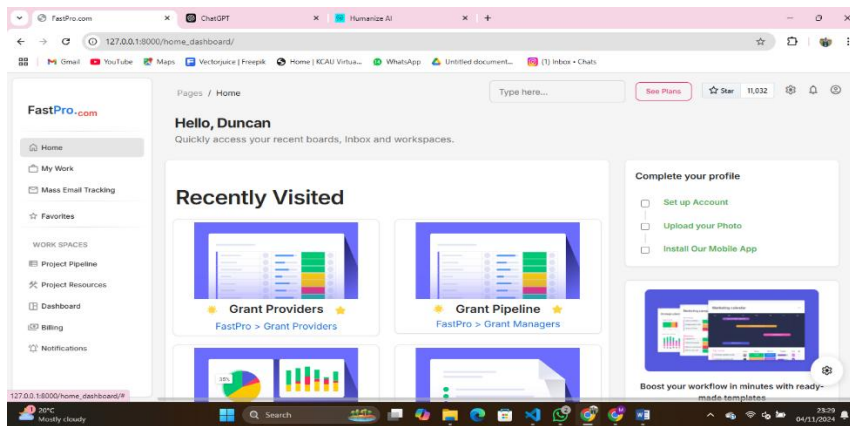 FastPro.com
ChatGPT
Humanize AI
127.0.0.1:8000/home_dashboard/
Gmail YouTube Maps Vectorjuice | Freepik Home | KCAU Virtua... WhatsApp Untitled document... (1) Inbox • Chats
FastPro.com
Home
My Work
Mass Email Tracking
Favorites
WORK SPACES
Project Pipeline
Project Resources
Dashboard
Billing
Notifications
Pages / Home
Type here...
See Plans
Star 11,032
Hello, Duncan
Quickly access your recent boards, Inbox and workspaces.
Recently Visited
Grant Providers
FastPro > Grant Providers
Grant Pipeline
FastPro > Grant Managers
35%
Complete your profile
Set up Account
Upload your Photo
Install Our Mobile App
Marketing calendar
Boost your workflow in minutes with ready-
made templates
127.0.0.1:8000/home_dashboard/#
20°C
Mostly cloudy
Search
23:29
04/11/2024